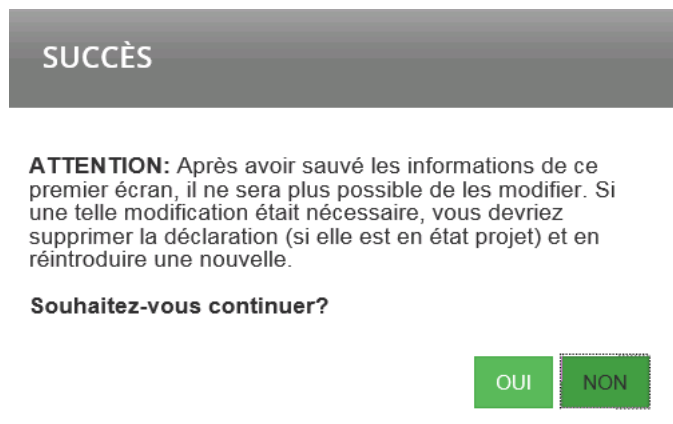 SUCCÈS
ATTENTION: Après avoir sauvé les informations de ce
premier écran, il ne sera plus possible de les modifier. Si
une telle modification était nécessaire, vous devriez
supprimer la déclaration (si elle est en état projet) et en
réintroduire une nouvelle.
Souhaitez-vous continuer?
OUI NON